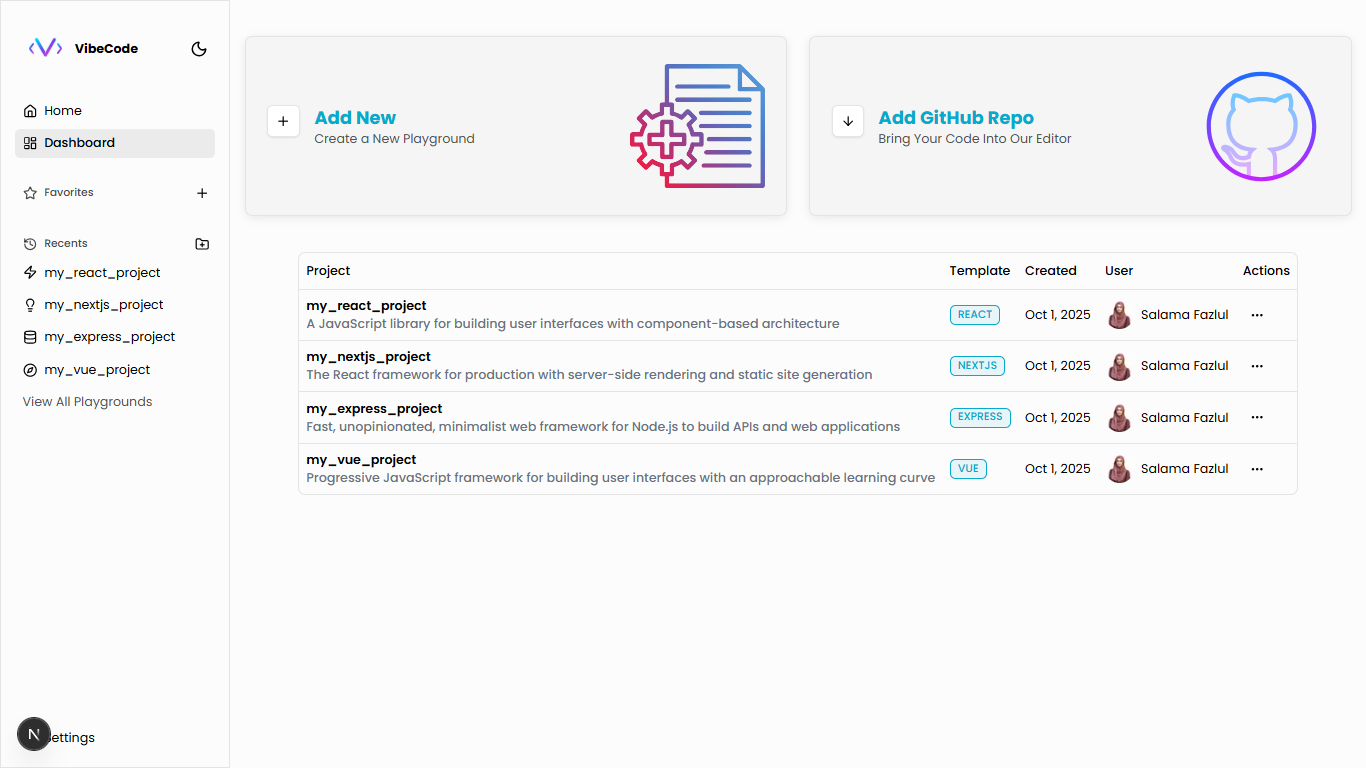 VibeCode
Home
Dashboard
Favorites
Recents
my_react_project
my_nextjs_project
my_express_project
my_vue_project
View All Playgrounds
N
ettings
Add New
Create a New Playground
Add GitHub Repo
Bring Your Code Into Our Editor
Project Template Created User Actions
my_react_project
A JavaScript library for building user interfaces with component-based architecture
REACT Oct 1, 2025 Salama Fazlul
my_nextjs_project
The React framework for production with server-side rendering and static site generation
NEXTJS Oct 1, 2025 Salama Fazlul
my_express_project
Fast, unopinionated, minimalist web framework for Node.js to build APIs and web applications
EXPRESS Oct 1, 2025 Salama Fazlul
my_vue_project
Progressive JavaScript framework for building user interfaces with an approachable learning curve
VUE Oct 1, 2025 Salama Fazlul